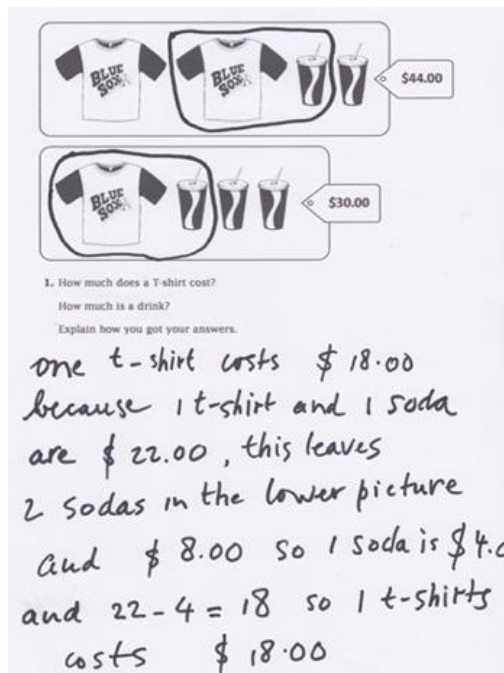 BLUE SOX BLUE SOX $44.00
BLUE SOX $30.00
1. How much does a T-shirt cost?
How much is a drink?
Explain how you got your answers.
one t-shirt costs $ 18.00
because 1 t-shirt and 1 soda
are $ 22.00, this leaves
2 sodas in the lower picture
and $ 8.00 so 1 soda is $4.0
and 22-4 = 18 so 1 t-shirts
costs $ 18.00